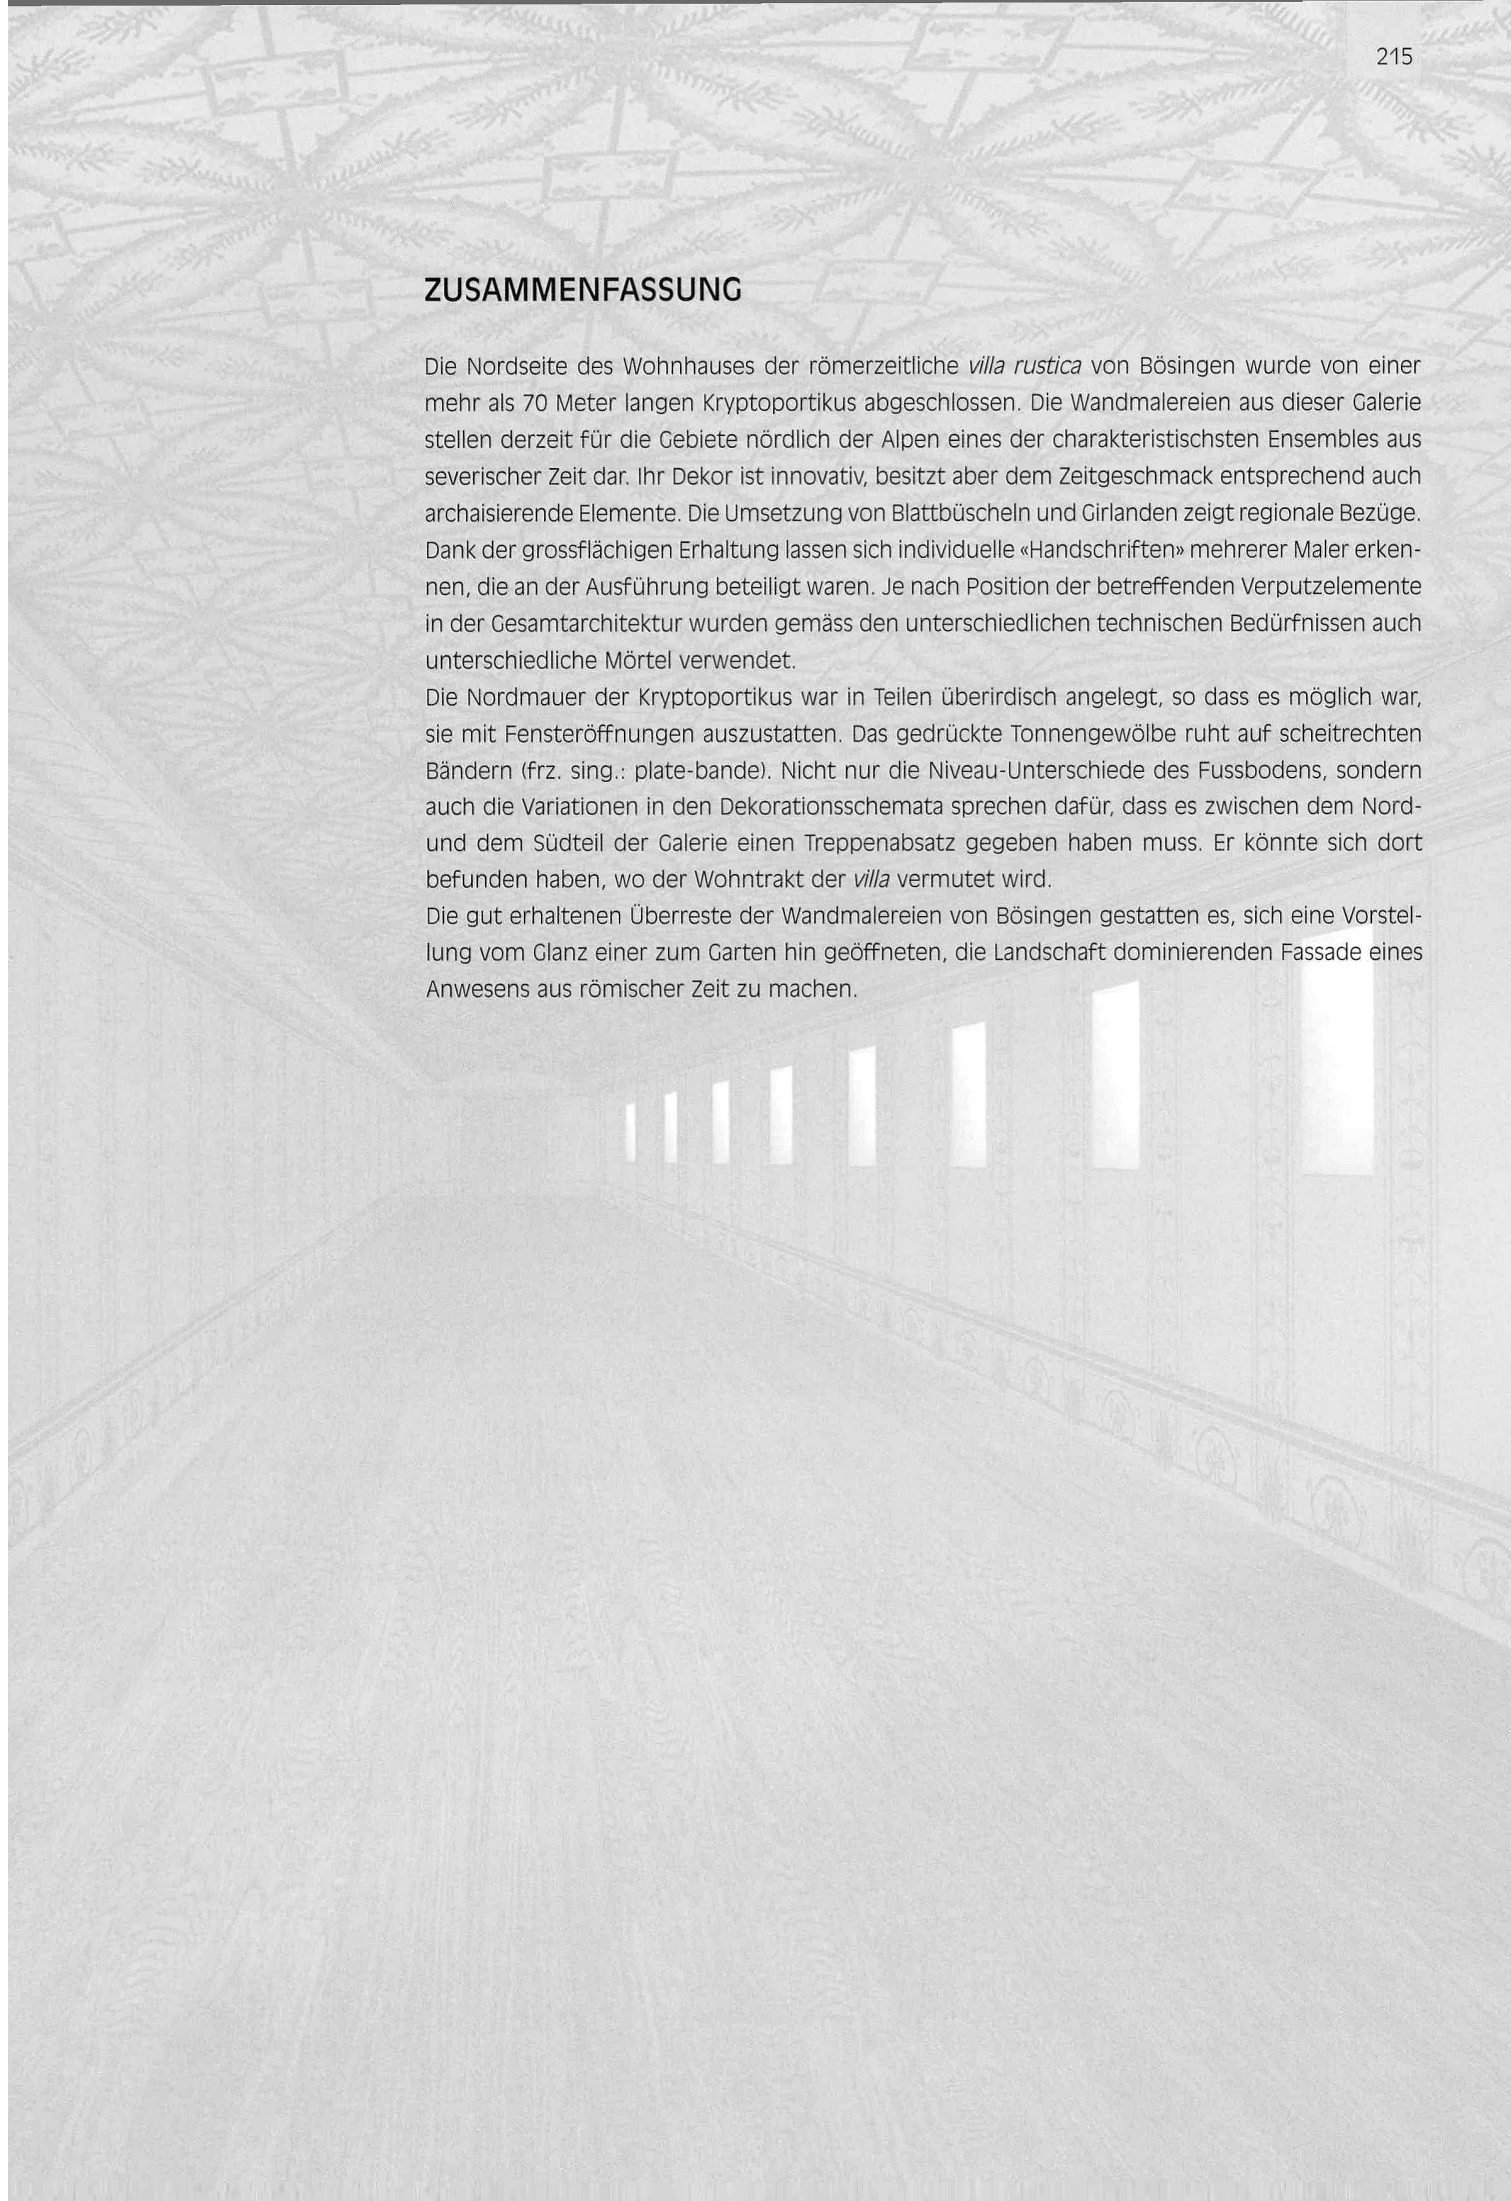 215
ZUSAMMENFASSUNG
Die Nordseite des Wohnhauses der römerzeitliche villa rustica von Bösingen wurde von einer
mehr als 70 Meter langen Kryptoportikus abgeschlossen. Die Wandmalereien aus dieser Galerie
stellen derzeit für die Gebiete nördlich der Alpen eines der charakteristischsten Ensembles aus
severischer Zeit dar. Ihr Dekor ist innovativ, besitzt aber dem Zeitgeschmack entsprechend auch
archaisierende Elemente. Die Umsetzung von Blattbüscheln und Girlanden zeigt regionale Bezüge.
Dank der grossflächigen Erhaltung lassen sich individuelle «Handschriften» mehrerer Maler erken-
nen, die an der Ausführung beteiligt waren. Je nach Position der betreffenden Verputzelemente
in der Gesamtarchitektur wurden gemäss den unterschiedlichen technischen Bedürfnissen auch
unterschiedliche Mörtel verwendet.
Die Nordmauer der Kryptoportikus war in Teilen überirdisch angelegt, so dass es möglich war,
sie mit Fensteröffnungen auszustatten. Das gedrückte Tonnengewölbe ruht auf scheitrechten
Bändern (frz. sing.: plate-bande). Nicht nur die Niveau-Unterschiede des Fussbodens, sondern
auch die Variationen in den Dekorationsschemata sprechen dafür, dass es zwischen dem Nord-
und dem Südteil der Galerie einen Treppenabsatz gegeben haben muss. Er könnte sich dort
befunden haben, wo der Wohntrakt der villa vermutet wird.
Die gut erhaltenen Überreste der Wandmalereien von Bösingen gestatten es, sich eine Vorstel-
lung vom Glanz einer zum Garten hin geöffneten, die Landschaft dominierenden Fassade eines
Anwesens aus römischer Zeit zu machen.